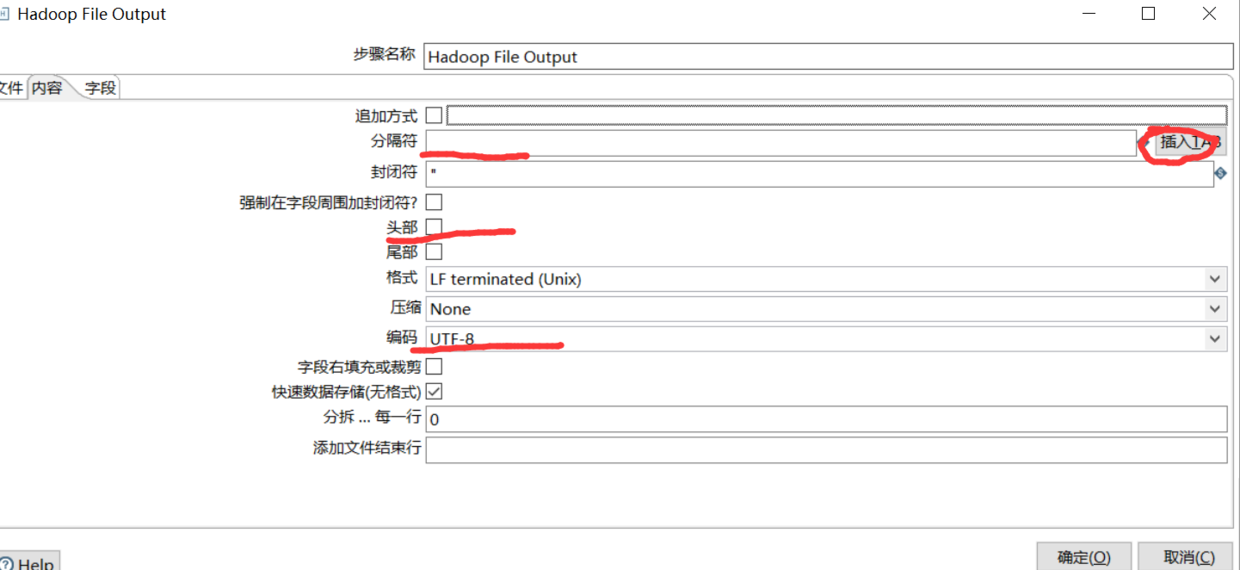 Hadoop File Output
步骤名称 Hadoop File Output
文件 内容 字段
追加方式
分隔符 插入TAB
封闭符 "
强制在字段周围加封闭符?
头部
尾部
格式 LF terminated (Unix)
压缩 None
编码 UTF-8
字段右填充或裁剪
快速数据存储(无格式)
分拆 ... 每一行 0
添加文件结束行
Help 确定(O) 取消(C)